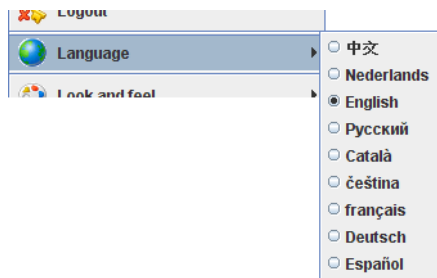 Logout
Language
Look and feel
中文
Nederlands
English
Русский
Català
čeština
français
Deutsch
Español